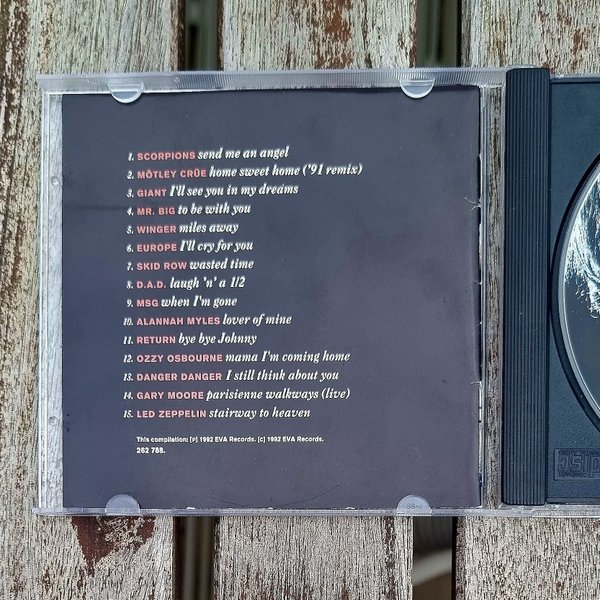 1. SCORPIONS send me an angel
2. MÖTLEY CRÜE home sweet home ('91 remix)
3. GIANT I'll see you in my dreams
4. MR. BIG to be with you
5. WINGER miles away
6. EUROPE I'll cry for you
7. SKID ROW wasted time
8. D.A.D. laugh 'n' a 1/2
9. MSG when I'm gone
10. ALANNAH MYLES lover of mine
11. RETURN bye bye Johnny
12. OZZY OSBOURNE mama I'm coming home
13. DANGER DANGER I still think about you
14. GARY MOORE parisienne walkways (live)
15. LED ZEPPELIN stairway to heaven
This compilation: [P] 1992 EVA Records. [c] 1992 EVA Records.
262 788.